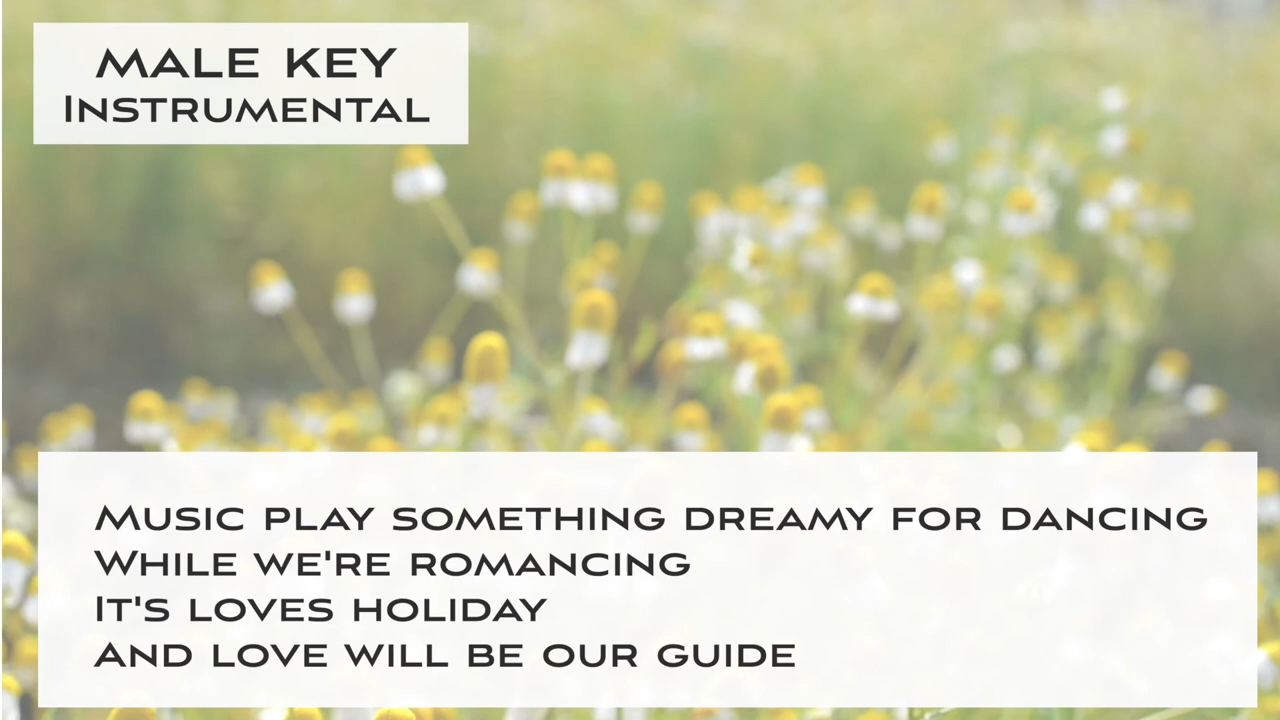 MALE KEY
INSTRUMENTAL
MUSIC PLAY SOMETHING DREAMY FOR DANCING
WHILE WE'RE ROMANCING
IT'S LOVES HOLIDAY
AND LOVE WILL BE OUR GUIDE